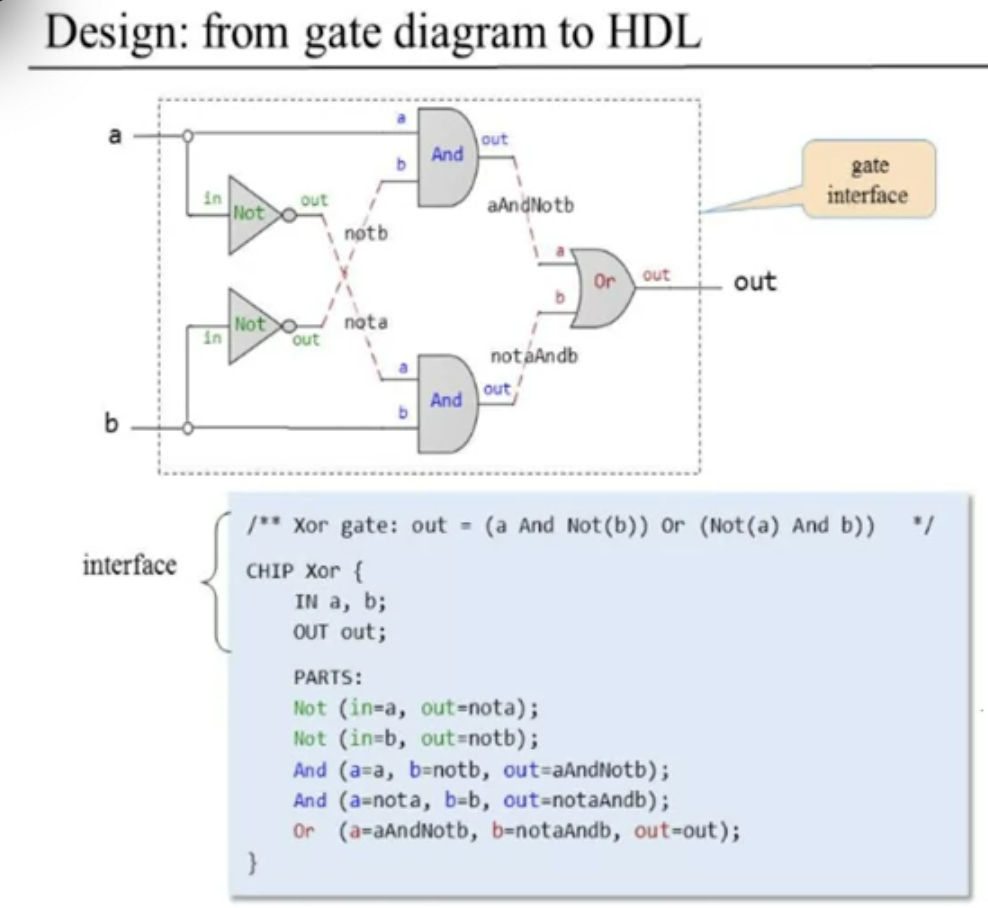 Design: from gate diagram to HDL
a
a
And
out
b
aAndNotb
gate
interface
in
Not
out
notb
a
Or
out
out
b
in
Not
out
nota
notaAndb
a
And
out
b
b
interface
/** Xor gate: out = (a And Not(b)) Or (Not(a) And b))   */
CHIP Xor {
IN a, b;
OUT out;
PARTS:
Not (in=a, out=nota);
Not (in=b, out=notb);
And (a=a, b=notb, out=aAndNotb);
And (a=nota, b=b, out=notaAndb);
Or  (a=aAndNotb, b=notaAndb, out=out);
}